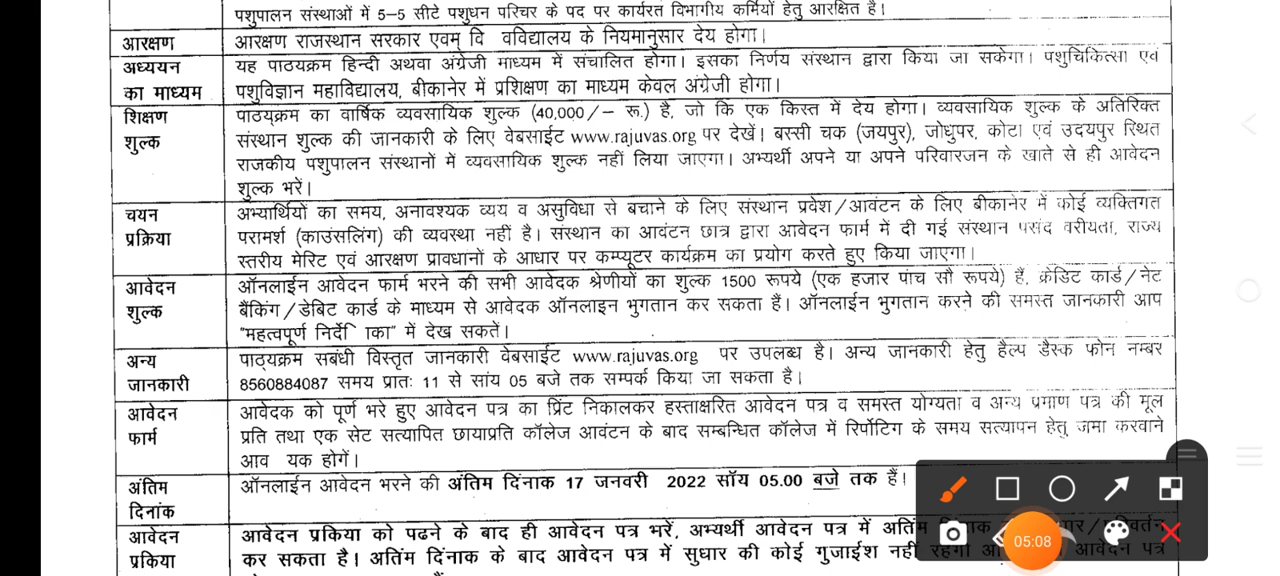 पशुपालन संस्थाओं में 5–5 सीटे पशुधन परिचर के पद पर कार्यरत विभागीय कर्मियों हेतु आरक्षित है।
आरक्षण आरक्षण राजस्थान सरकार एवम् वि वविद्यालय के नियमानुसार देय होगा।
अध्ययन यह पाठयक्रम हिन्दी अथवा अंग्रेजी माध्यम में संचालित होगा। इसका निर्णय संस्थान द्वारा किया जा सकेगा। पशुचिकित्सा एवं
का माध्यम पशुविज्ञान महाविद्यालय, बीकानेर में प्रशिक्षण का माध्यम केवल अंग्रेजी होगा।
शिक्षण पाठय्क्रम का वार्षिक व्यवसायिक शुल्क (40,000/– रू.) है, जो कि एक किस्त में देय होगा। व्यवसायिक शुल्क के अतिरिक्त
शुल्क संस्थान शुल्क की जानकारी के लिए वेबसाईट www.rajuvas.org पर देखें। बस्सी चक (जयपुर), जोधुपर, कोटा एवं उदयपुर स्थित
राजकीय पशुपालन संस्थानों में व्यवसायिक शुल्क नहीं लिया जाएगा। अभ्यर्थी अपने या अपने परिवारजन के खाते से ही आवेदन
शुल्क भरें।
चयन अभ्यार्थियों का समय, अनावश्यक व्यय व असुविधा से बचाने के लिए संस्थान प्रवेश/आवंटन के लिए बीकानेर में कोई व्यक्तिगत
प्रक्रिया परामर्श (काउंसलिंग) की व्यवस्था नहीं है। संस्थान का आवंटन छात्र द्वारा आवेदन फार्म में दी गई संस्थान पसंद वरीयता, राज्य
स्तरीय मेरिट एवं आरक्षण प्रावधानों के आधार पर कम्प्यूटर कार्यक्रम का प्रयोग करते हुए किया जाएगा।
आवेदन ऑनलाईन आवेदन फार्म भरने की सभी आवेदक श्रेणीयों का शुल्क 1500 रूपये (एक हजार पांच सौ रूपये) हैं, क्रेडिट कार्ड/नेट
शुल्क बैंकिंग/डेबिट कार्ड के माध्यम से आवेदक ऑनलाइन भुगतान कर सकता हैं। ऑनलाईन भुगतान करने की समस्त जानकारी आप
"महत्वपूर्ण निर्दे िाका" में देख सकतें।
अन्य पाठ्यक्रम सबंधी विस्तृत जानकारी वेबसाईट www.rajuvas.org पर उपलब्ध है। अन्य जानकारी हेतु हैल्प डैस्क फोन नम्बर
जानकारी 8560884087 समय प्रातः 11 से सांय 05 बजे तक सम्पर्क किया जा सकता है।
आवेदन आवेदक को पूर्ण भरे हुए आवेदन पत्र का प्रिंट निकालकर हस्ताक्षरित आवेदन पत्र व समस्त योग्यता व अन्य प्रमाण पत्र की मूल
फार्म प्रति तथा एक सेट सत्यापित छायाप्रति कॉलेज आवंटन के बाद सम्बन्धित कॉलेज में रिर्पोटिंग के समय सत्यापन हेतु जमा करवाने
आव यक होगें।
अंतिम ऑनलाईन आवेदन भरने की अंतिम दिंनाक 17 जनवरी 2022 सॉय 05.00 बजे तक हैं।
दिनांक
आवेदन आवेदन प्रकिया को पढने के बाद ही आवेदन पत्र भरें, अभ्यर्थी आवेदन पत्र में अतिंम
प्रकिया कर सकता है। अतिंम दिंनाक के बाद आवेदन पत्र में सुधार की कोई गुजाईश नहीं रहेगी आवेदन पत्र
05:08